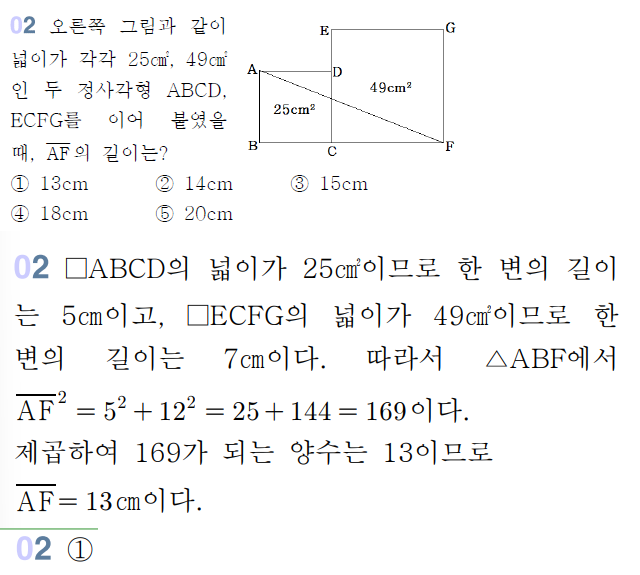 02 오른쪽 그림과 같이
넓이가 각각 25㎠, 49㎠
인 두 정사각형 ABCD,
ECFG를 이어 붙였을
때, A̅F̅의 길이는?
E G
A D
49cm²
25cm²
B C F
① 13cm ② 14cm ③ 15cm
④ 18cm ⑤ 20cm
02 □ABCD의 넓이가 25㎠이므로 한 변의 길이
는 5㎝이고, □ECFG의 넓이가 49㎠이므로 한
변의 길이는 7㎝이다. 따라서 △ABF에서
A̅F̅² = 5² + 12² = 25 + 144 = 169이다.
제곱하여 169가 되는 양수는 13이므로
A̅F̅ = 13㎝이다.
02 ①